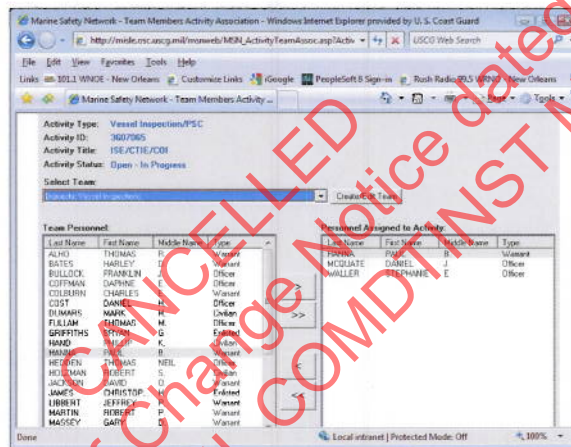 Marine Safety Network - Team Members Activity Association - Windows Internet Explorer provided by U. S. Coast Guard
http://misle.osc.uscg.mil/msnweb/MSN_ActivityTeamAssoc.asp?Activ
USCG Web Search
File Edit View Favorites Tools Help
Links 101.1 WNOE - New Orleans Customize Links iGoogle PeopleSoft 8 Sign-in Rush Radio 99.5 WRNO - New Orleans
Marine Safety Network - Team Members Activity ...
Page Tools
Activity Type: Vessel Inspection/PSC
Activity ID: 3607065
Activity Title: ISE/CTIE/COI
Activity Status: Open - In Progress
Select Team:
Vessel Inspections
Create/Edit Team
Team Personnel: Personnel Assigned to Activity:
Last Name First Name Middle Name Type Last Name First Name Middle Name Type
ALHO THOMAS R. Warrant HANNA PAUL B. Warrant
BATES HARLEY D. Warrant MCQUATE DANIEL J. Officer
BULLOCK FRANKLIN J. Officer WALLER STEPHANIE E. Officer
COFFMAN DAPHNE E. Officer
COLBURN CHARLES Warrant
COST DANIEL H. Officer
DUMARS MARK Civilian
FULLAM THOMAS M. Officer
GRIFFITHS BRYAN G Enlisted
HAND PHILLIP K. Civilian
HANNA PAUL B. Warrant
HEDDEN THOMAS NEIL Officer
HOLZMAN ROBERT S. Civilian
JACKSON DAVID O. Warrant
JAMES CHRISTOP.. H. Enlisted
LIBBERT JEFFREY P. Warrant
MARTIN ROBERT P. Warrant
MASSEY GARY D. Warrant
>
>>
<
<<
Done Local intranet | Protected Mode: Off 100%
CANCELLED
Change Notice dated
COMDTINST M